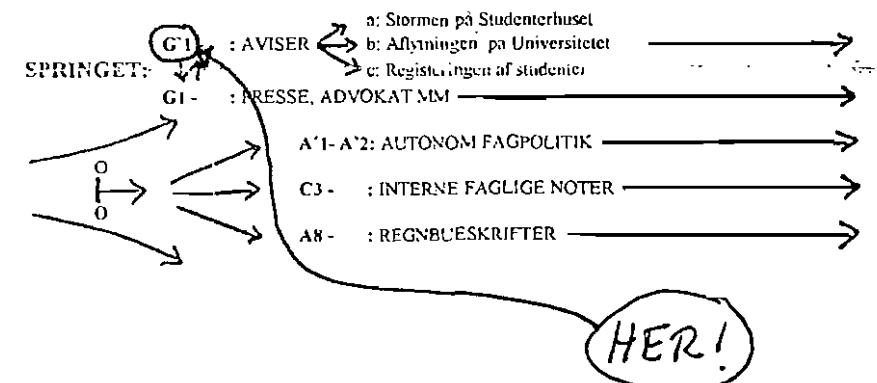 a: Stormen på Studenterhuset
G´1 - : AVISER b: Aflytningen på Universitetet
SPRINGET: c: Registeringen af studenter
G1 - : PRESSE, ADVOKAT MM
A´1- A´2: AUTONOM FAGPOLITIK
O
C3 - : INTERNE FAGLIGE NOTER
O
A8 - : REGNBUESKRIFTER
HER!